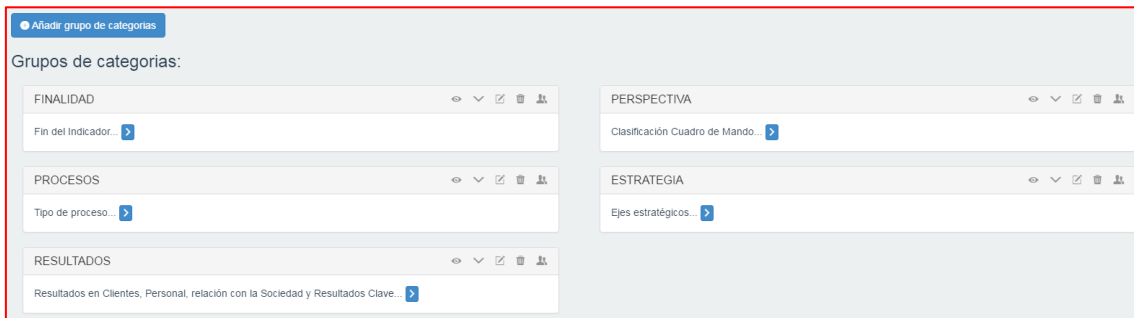 Añadir grupo de categorias
Grupos de categorias:
FINALIDAD
Fin del Indicador...
PERSPECTIVA
Clasificación Cuadro de Mando...
PROCESOS
Tipo de proceso...
ESTRATEGIA
Ejes estratégicos...
RESULTADOS
Resultados en Clientes, Personal, relación con la Sociedad y Resultados Clave...